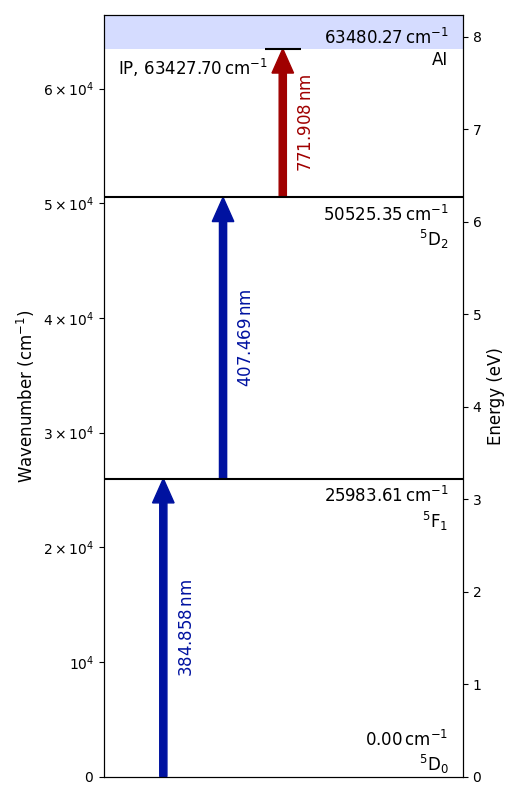 63480.27 cm⁻¹
AI
IP, 63427.70 cm⁻¹
771.908 nm
50525.35 cm⁻¹
⁵D₂
407.469 nm
25983.61 cm⁻¹
⁵F₁
384.858 nm
0.00 cm⁻¹
⁵D₀
Wavenumber (cm⁻¹)
6 × 10⁴
5 × 10⁴
4 × 10⁴
3 × 10⁴
2 × 10⁴
10⁴
0
Energy (eV)
8
7
6
5
4
3
2
1
0